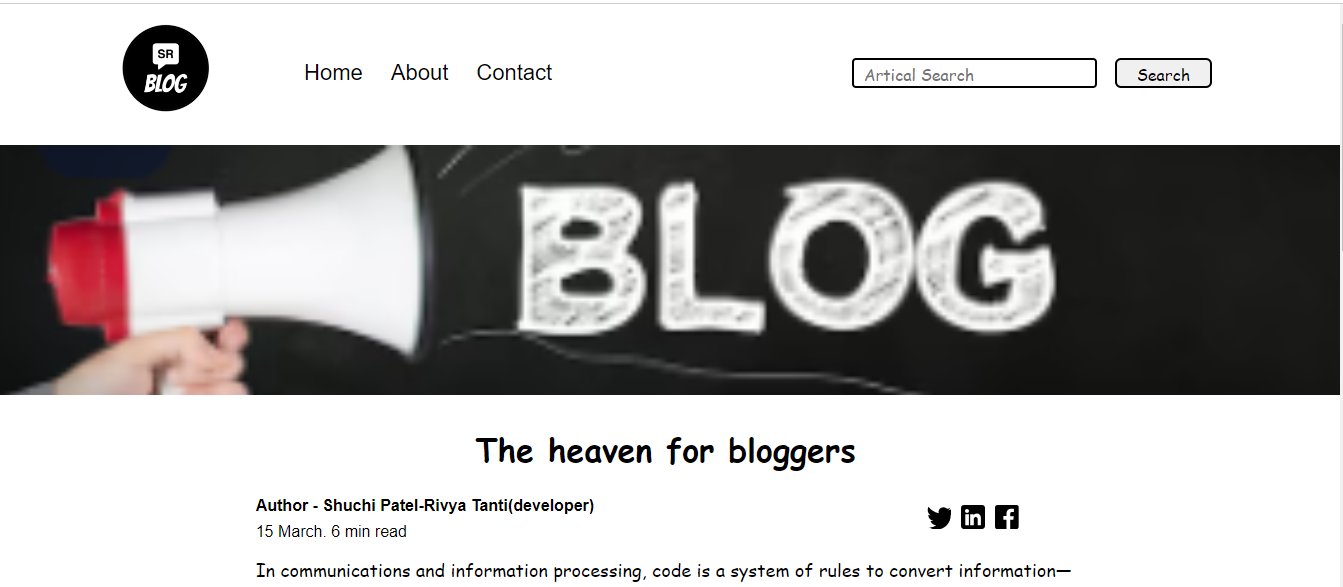 SR
BLOG
Home About Contact
Artical Search
Search
BLOG
The heaven for bloggers
Author - Shuchi Patel-Rivya Tanti(developer)
15 March. 6 min read
In communications and information processing, code is a system of rules to convert information—